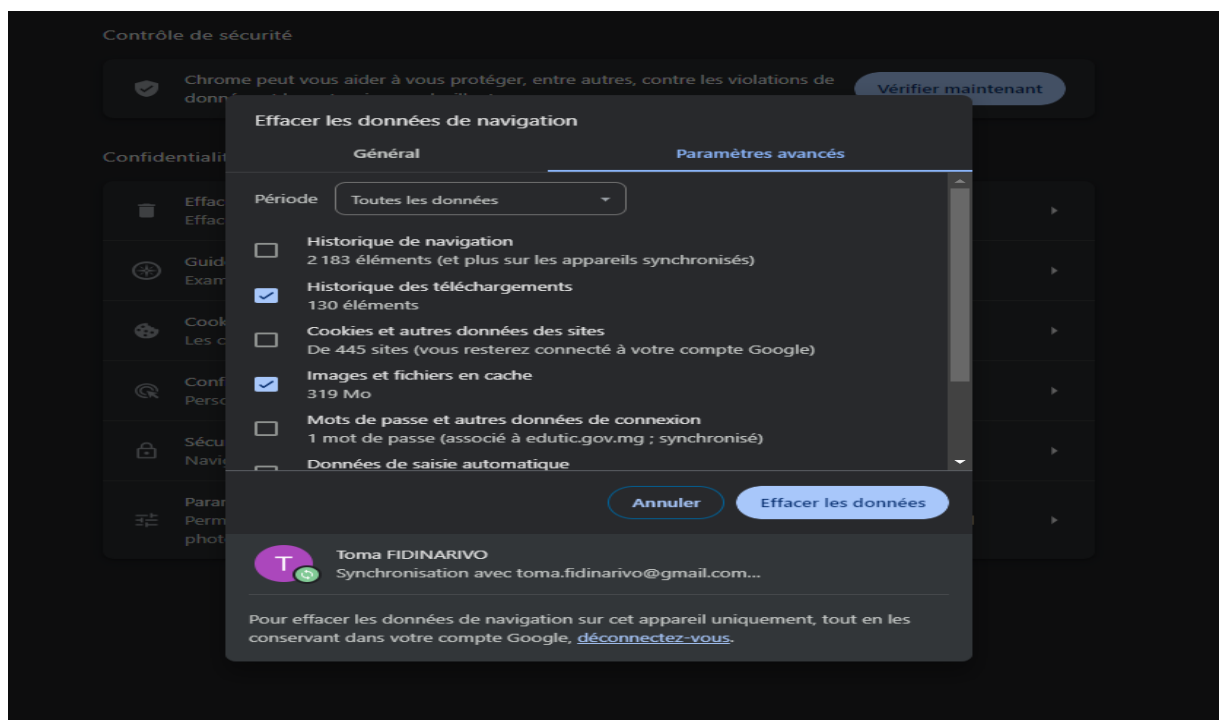 Contrôle de sécurité
Chrome peut vous aider à vous protéger, entre autres, contre les violations de
Vérifier maintenant
Effacer les données de navigation
Général
Paramètres avancés
Période
Toutes les données
Historique de navigation
2 183 éléments (et plus sur les appareils synchronisés)
Historique des téléchargements
130 éléments
Cookies et autres données des sites
De 445 sites (vous resterez connecté à votre compte Google)
Images et fichiers en cache
319 Mo
Mots de passe et autres données de connexion
1 mot de passe (associé à edutic.gov.mg ; synchronisé)
Données de saisie automatique
Annuler
Effacer les données
T
Toma FIDINARIVO
Synchronisation avec toma.fidinarivo@gmail.com...
Pour effacer les données de navigation sur cet appareil uniquement, tout en les
conservant dans votre compte Google, déconnectez-vous.